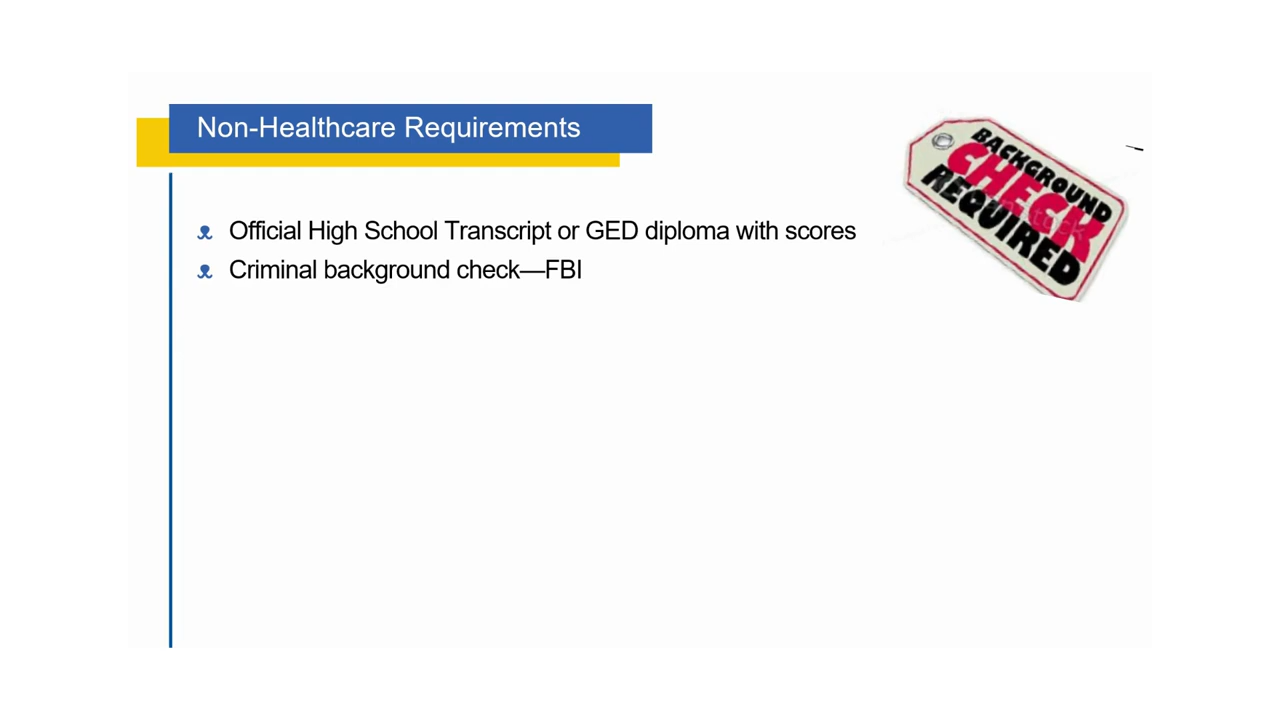 Non-Healthcare Requirements
Official High School Transcript or GED diploma with scores
Criminal background check—FBI
BACKGROUND
CHECK
REQUIRED